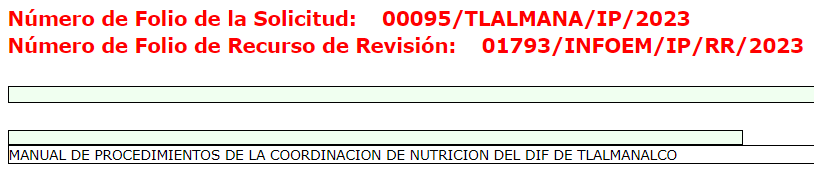 Número de Folio de la Solicitud: 00095/TLALMANA/IP/2023
Número de Folio de Recurso de Revisión: 01793/INFOEM/IP/RR/2023
MANUAL DE PROCEDIMIENTOS DE LA COORDINACION DE NUTRICION DEL DIF DE TLALMANALCO